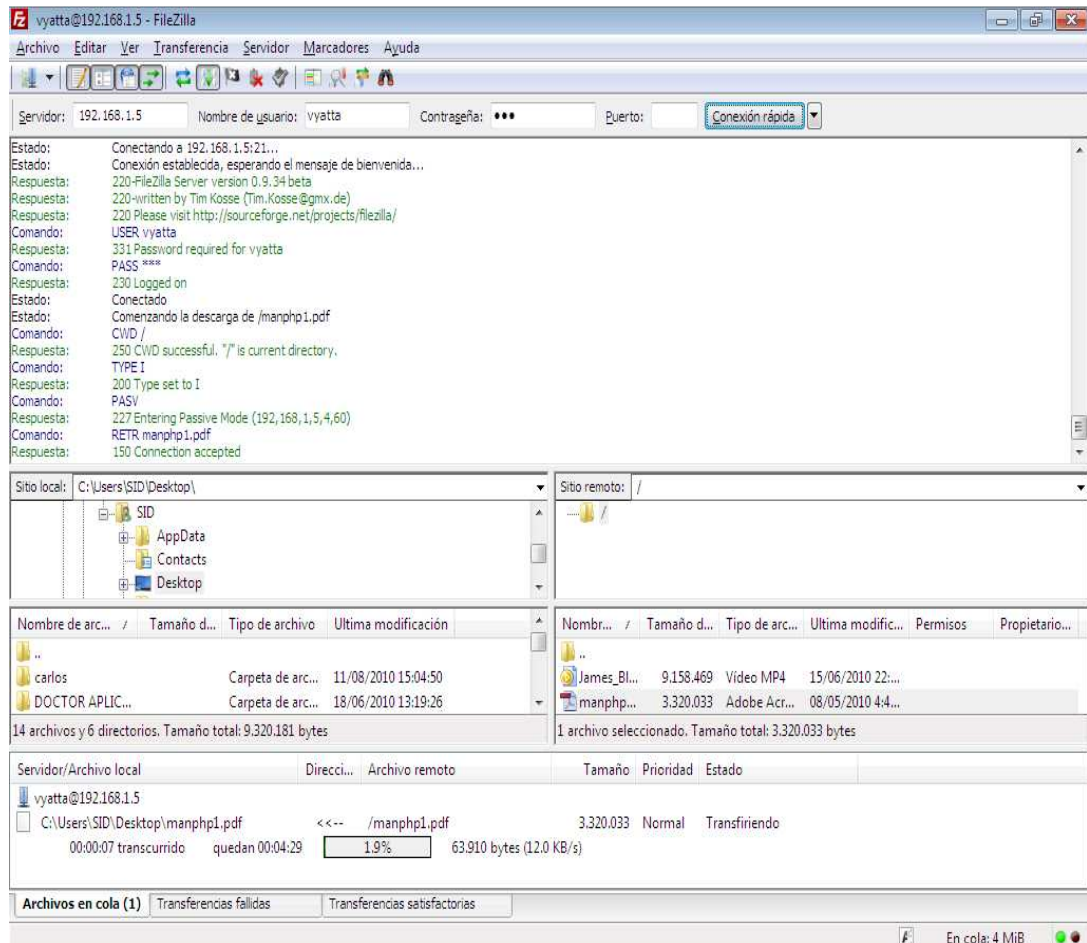 vyatta@192.168.1.5 - FileZilla
Archivo Editar Ver Transferencia Servidor Marcadores Ayuda
Servidor: 192.168.1.5 Nombre de usuario: vyatta Contraseña: ●●● Puerto: Conexión rápida
Estado: Conectando a 192.168.1.5:21...
Estado: Conexión establecida, esperando el mensaje de bienvenida...
Respuesta: 220-FileZilla Server version 0.9.34 beta
Respuesta: 220-written by Tim Kosse (Tim.Kosse@gmx.de)
Respuesta: 220 Please visit http://sourceforge.net/projects/filezilla/
Comando: USER vyatta
Respuesta: 331 Password required for vyatta
Comando: PASS ***
Respuesta: 230 Logged on
Estado: Conectado
Estado: Comenzando la descarga de /manphp1.pdf
Comando: CWD /
Respuesta: 250 CWD successful. "/" is current directory.
Comando: TYPE I
Respuesta: 200 Type set to I
Comando: PASV
Respuesta: 227 Entering Passive Mode (192,168,1,5,4,60)
Comando: RETR manphp1.pdf
Respuesta: 150 Connection accepted
Sitio local: C:\Users\SID\Desktop\
SID
AppData
Contacts
Desktop
Sitio remoto: /
/
Nombre de arc... / Tamaño d... Tipo de archivo Ultima modificación
..
carlos Carpeta de arc... 11/08/2010 15:04:50
DOCTOR APLIC... Carpeta de arc... 18/06/2010 13:19:26
14 archivos y 6 directorios. Tamaño total: 9.320.181 bytes
Nombr... / Tamaño d... Tipo de arc... Ultima modific... Permisos Propietario...
..
James_Bl... 9.158.469 Vídeo MP4 15/06/2010 22:...
manphp... 3.320.033 Adobe Acr... 08/05/2010 4:4...
1 archivo seleccionado. Tamaño total: 3.320.033 bytes
Servidor/Archivo local Direcci... Archivo remoto Tamaño Prioridad Estado
vyatta@192.168.1.5
C:\Users\SID\Desktop\manphp1.pdf <<-- /manphp1.pdf 3.320.033 Normal Transfiriendo
00:00:07 transcurrido quedan 00:04:29 1.9% 63.910 bytes (12.0 KB/s)
Archivos en cola (1) Transferencias fallidas Transferencias satisfactorias
En cola: 4 MiB